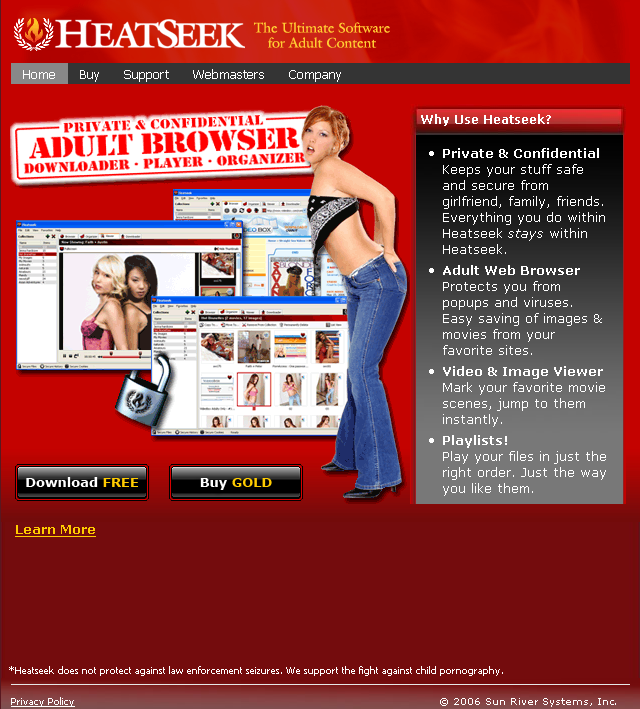 HEATSEEK
The Ultimate Software
for Adult Content
Home Buy Support Webmasters Company
PRIVATE & CONFIDENTIAL
ADULT BROWSER
DOWNLOADER · PLAYER · ORGANIZER
Why Use Heatseek?
• Private & Confidential
Keeps your stuff safe
and secure from
girlfriend, family, friends.
Everything you do within
Heatseek stays within
Heatseek.
• Adult Web Browser
Protects you from
popups and viruses.
Easy saving of images &
movies from your
favorite sites.
• Video & Image Viewer
Mark your favorite movie
scenes, jump to them
instantly.
• Playlists!
Play your files in just the
right order. Just the way
you like them.
Download FREE
Buy GOLD
Learn More
*Heatseek does not protect against law enforcement seizures. We support the fight against child pornography.
Privacy Policy
© 2006 Sun River Systems, Inc.